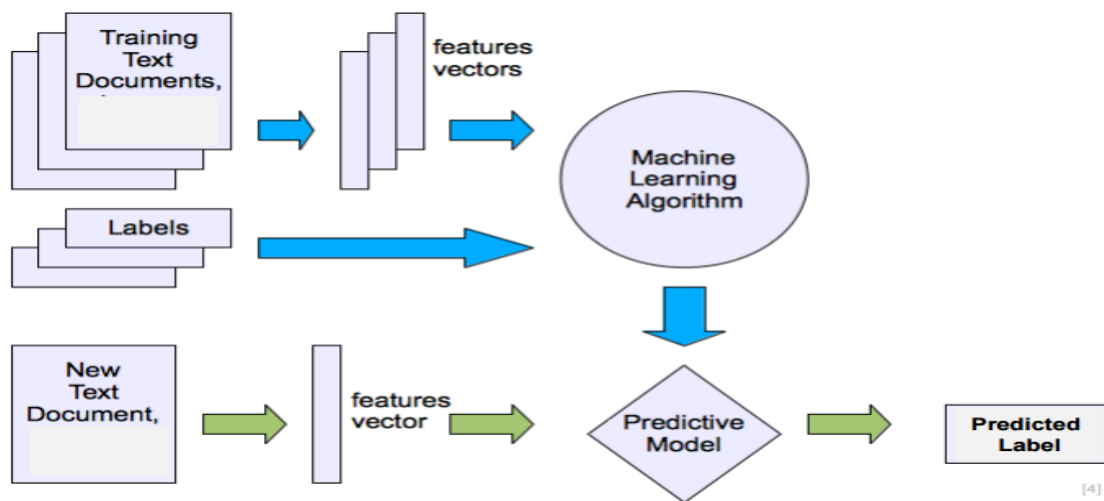 Training
Text
Documents,
features
vectors
Machine
Learning
Algorithm
Labels
New
Text
Document,
features
vector
Predictive
Model
Predicted
Label
[4]